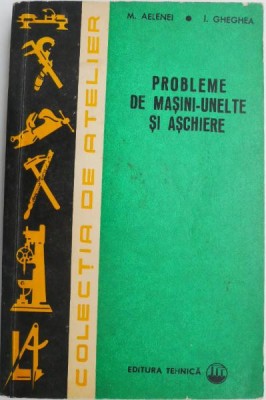 M. AELENEI • I. GHEGHEA
PROBLEME
DE MAȘINI-UNELTE
ȘI AȘCHIERE
COLECȚIA DE ATELIER
EDITURA TEHNICĂ